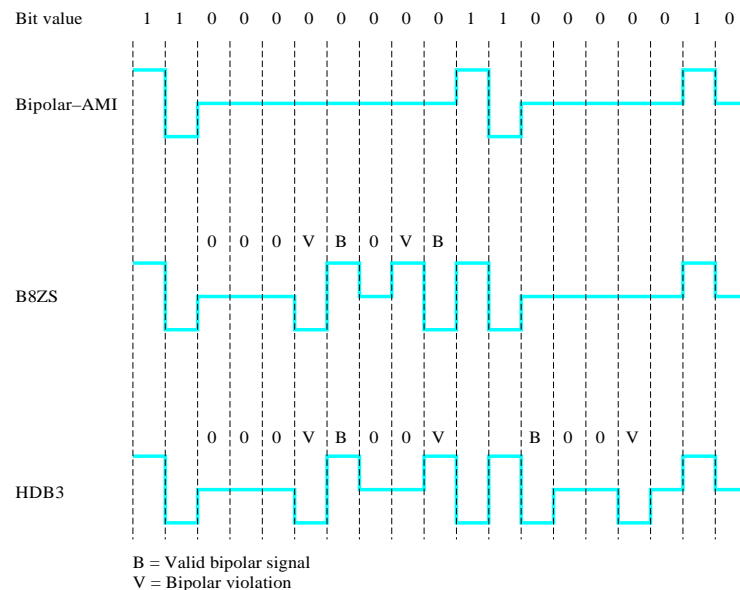 Bit value 1 1 0 0 0 0 0 0 0 0 1 1 0 0 0 0 0 1 0
Bipolar–AMI
0 0 0 V B 0 V B
B8ZS
0 0 0 V B 0 0 V B 0 0 V
HDB3
B = Valid bipolar signal
V = Bipolar violation